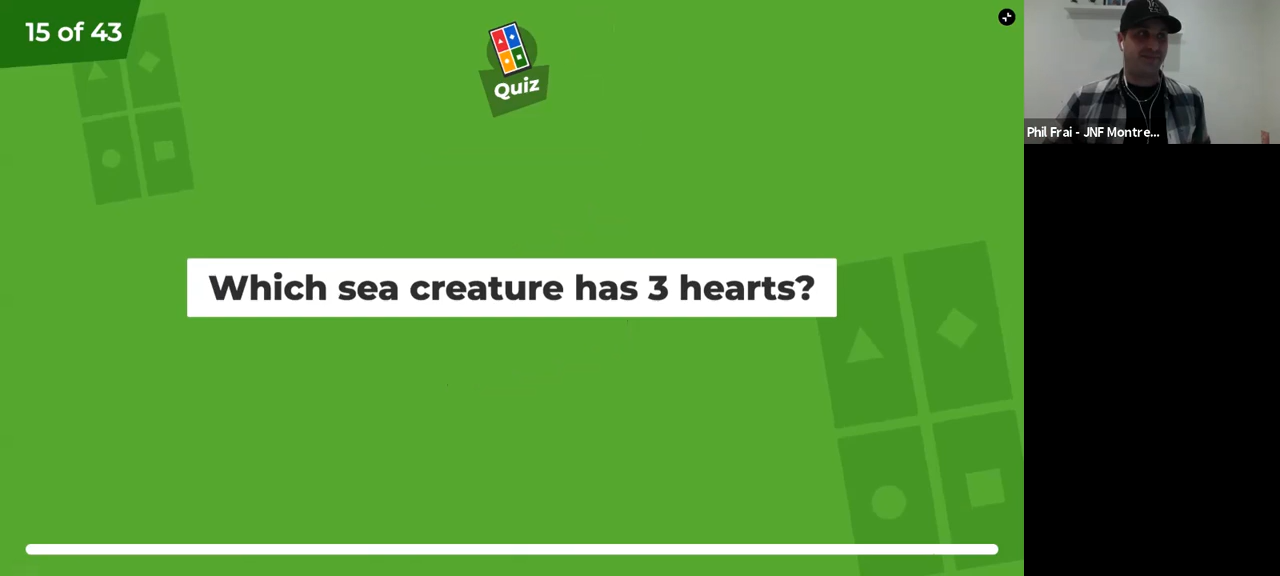 15 of 43
Quiz
Which sea creature has 3 hearts?
Phil Frai - JNF Montre...